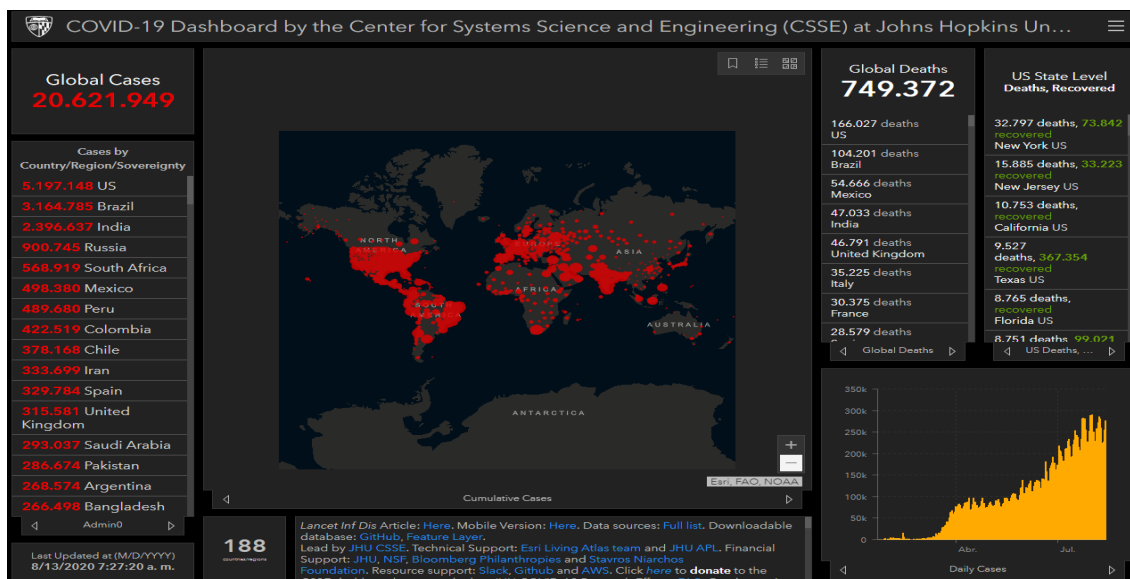 COVID-19 Dashboard by the Center for Systems Science and Engineering (CSSE) at Johns Hopkins Un...
Global Cases
20.621.949
Cases by
Country/Region/Sovereignty
5.197.148 US
3.164.785 Brazil
2.396.637 India
900.745 Russia
568.919 South Africa
498.380 Mexico
489.680 Peru
422.519 Colombia
378.168 Chile
333.699 Iran
329.784 Spain
315.581 United
Kingdom
293.037 Saudi Arabia
286.674 Pakistan
268.574 Argentina
266.498 Bangladesh
Admin0
Last Updated at (M/D/YYYY)
8/13/2020 7:27:20 a. m.
NORTH
AMERICA
EUROPE
ASIA
AFRICA
SOUTH
AMERICA
AUSTRALIA
ANTARCTICA
Esri, FAO, NOAA
Cumulative Cases
188
countries/regions
Lancet Inf Dis Article: Here. Mobile Version: Here. Data sources: Full list. Downloadable
database: GitHub, Feature Layer.
Lead by JHU CSSE. Technical Support: Esri Living Atlas team and JHU APL. Financial
Support: JHU, NSF, Bloomberg Philanthropies and Stavros Niarchos
Foundation. Resource support: Slack, Github and AWS. Click here to donate to the
Global Deaths
749.372
166.027 deaths
US
104.201 deaths
Brazil
54.666 deaths
Mexico
47.033 deaths
India
46.791 deaths
United Kingdom
35.225 deaths
Italy
30.375 deaths
France
28.579 deaths
Global Deaths
US State Level
Deaths, Recovered
32.797 deaths, 73.842
recovered
New York US
15.885 deaths, 33.223
recovered
New Jersey US
10.753 deaths,
recovered
California US
9.527
deaths, 367.354
recovered
Texas US
8.765 deaths,
recovered
Florida US
8.751 deaths, 99.021
US Deaths, ...
350k
300k
250k
200k
150k
100k
50k
0
Abr.
Jul.
Daily Cases